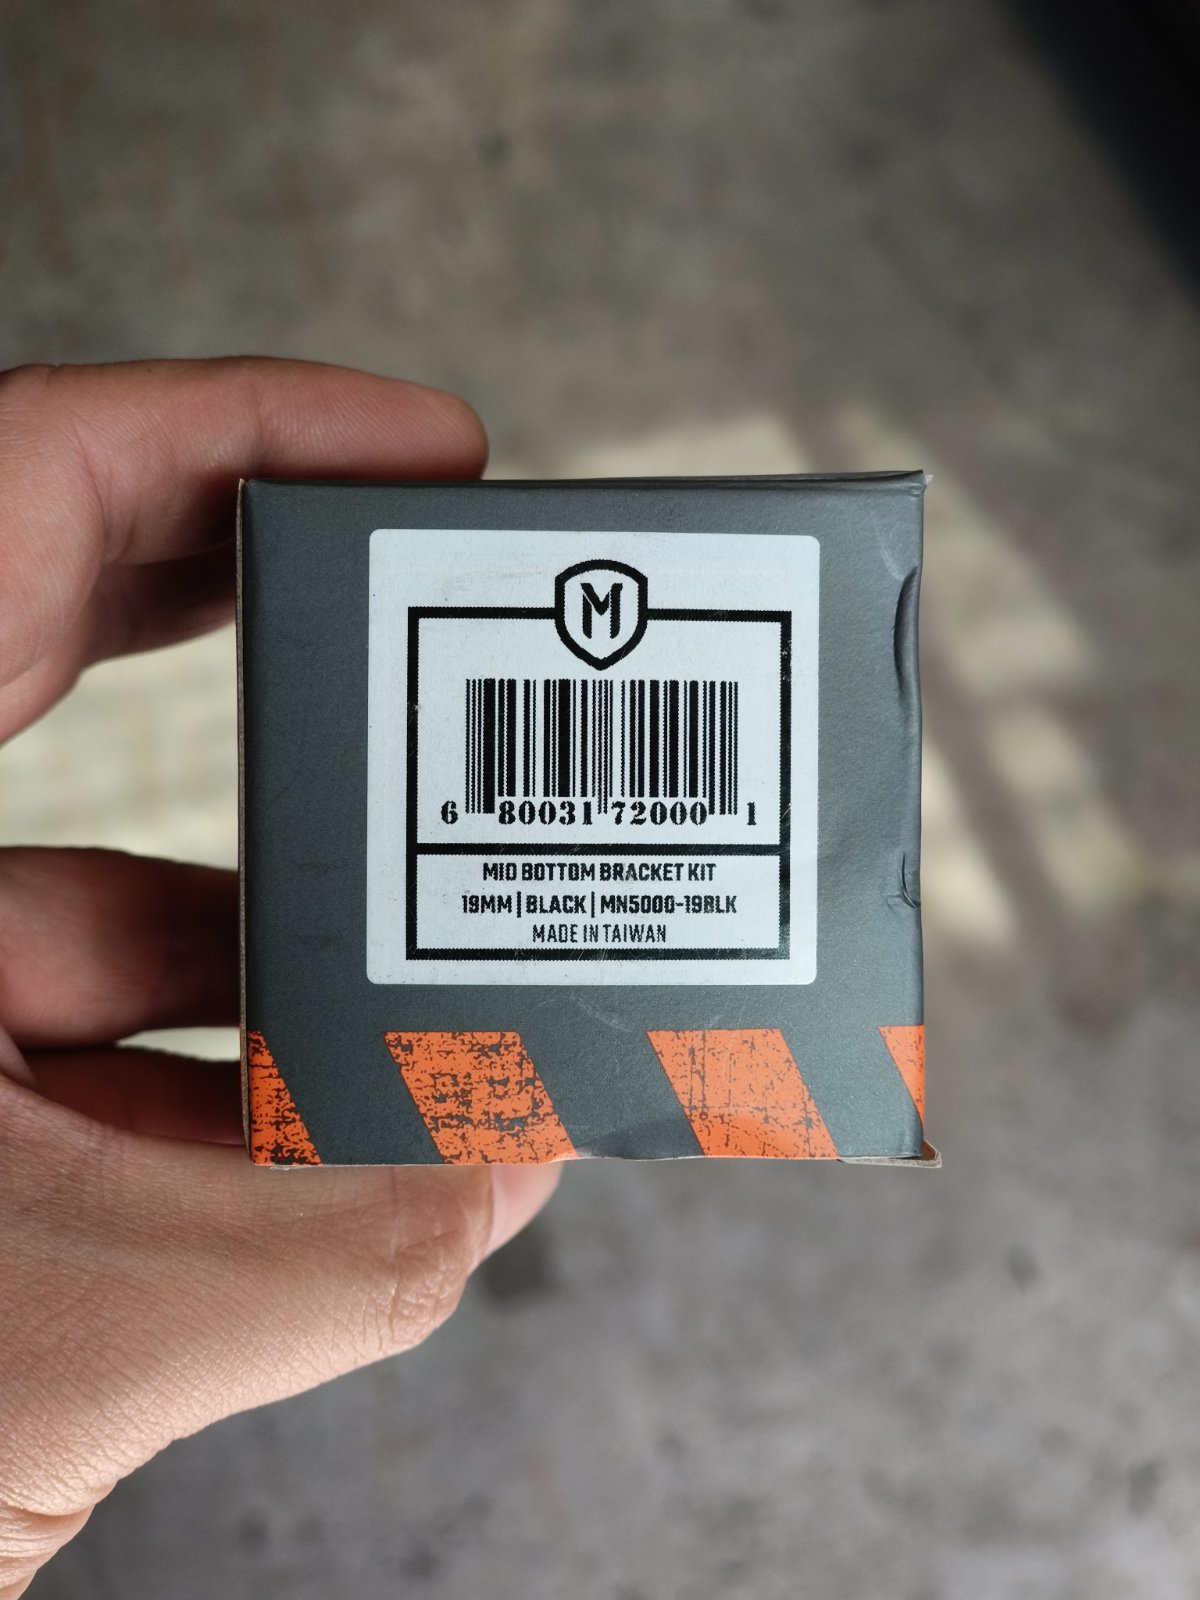 M
6 80031 72000 1
MID BOTTOM BRACKET KIT
19MM | BLACK | MN5000-19BLK
MADE IN TAIWAN